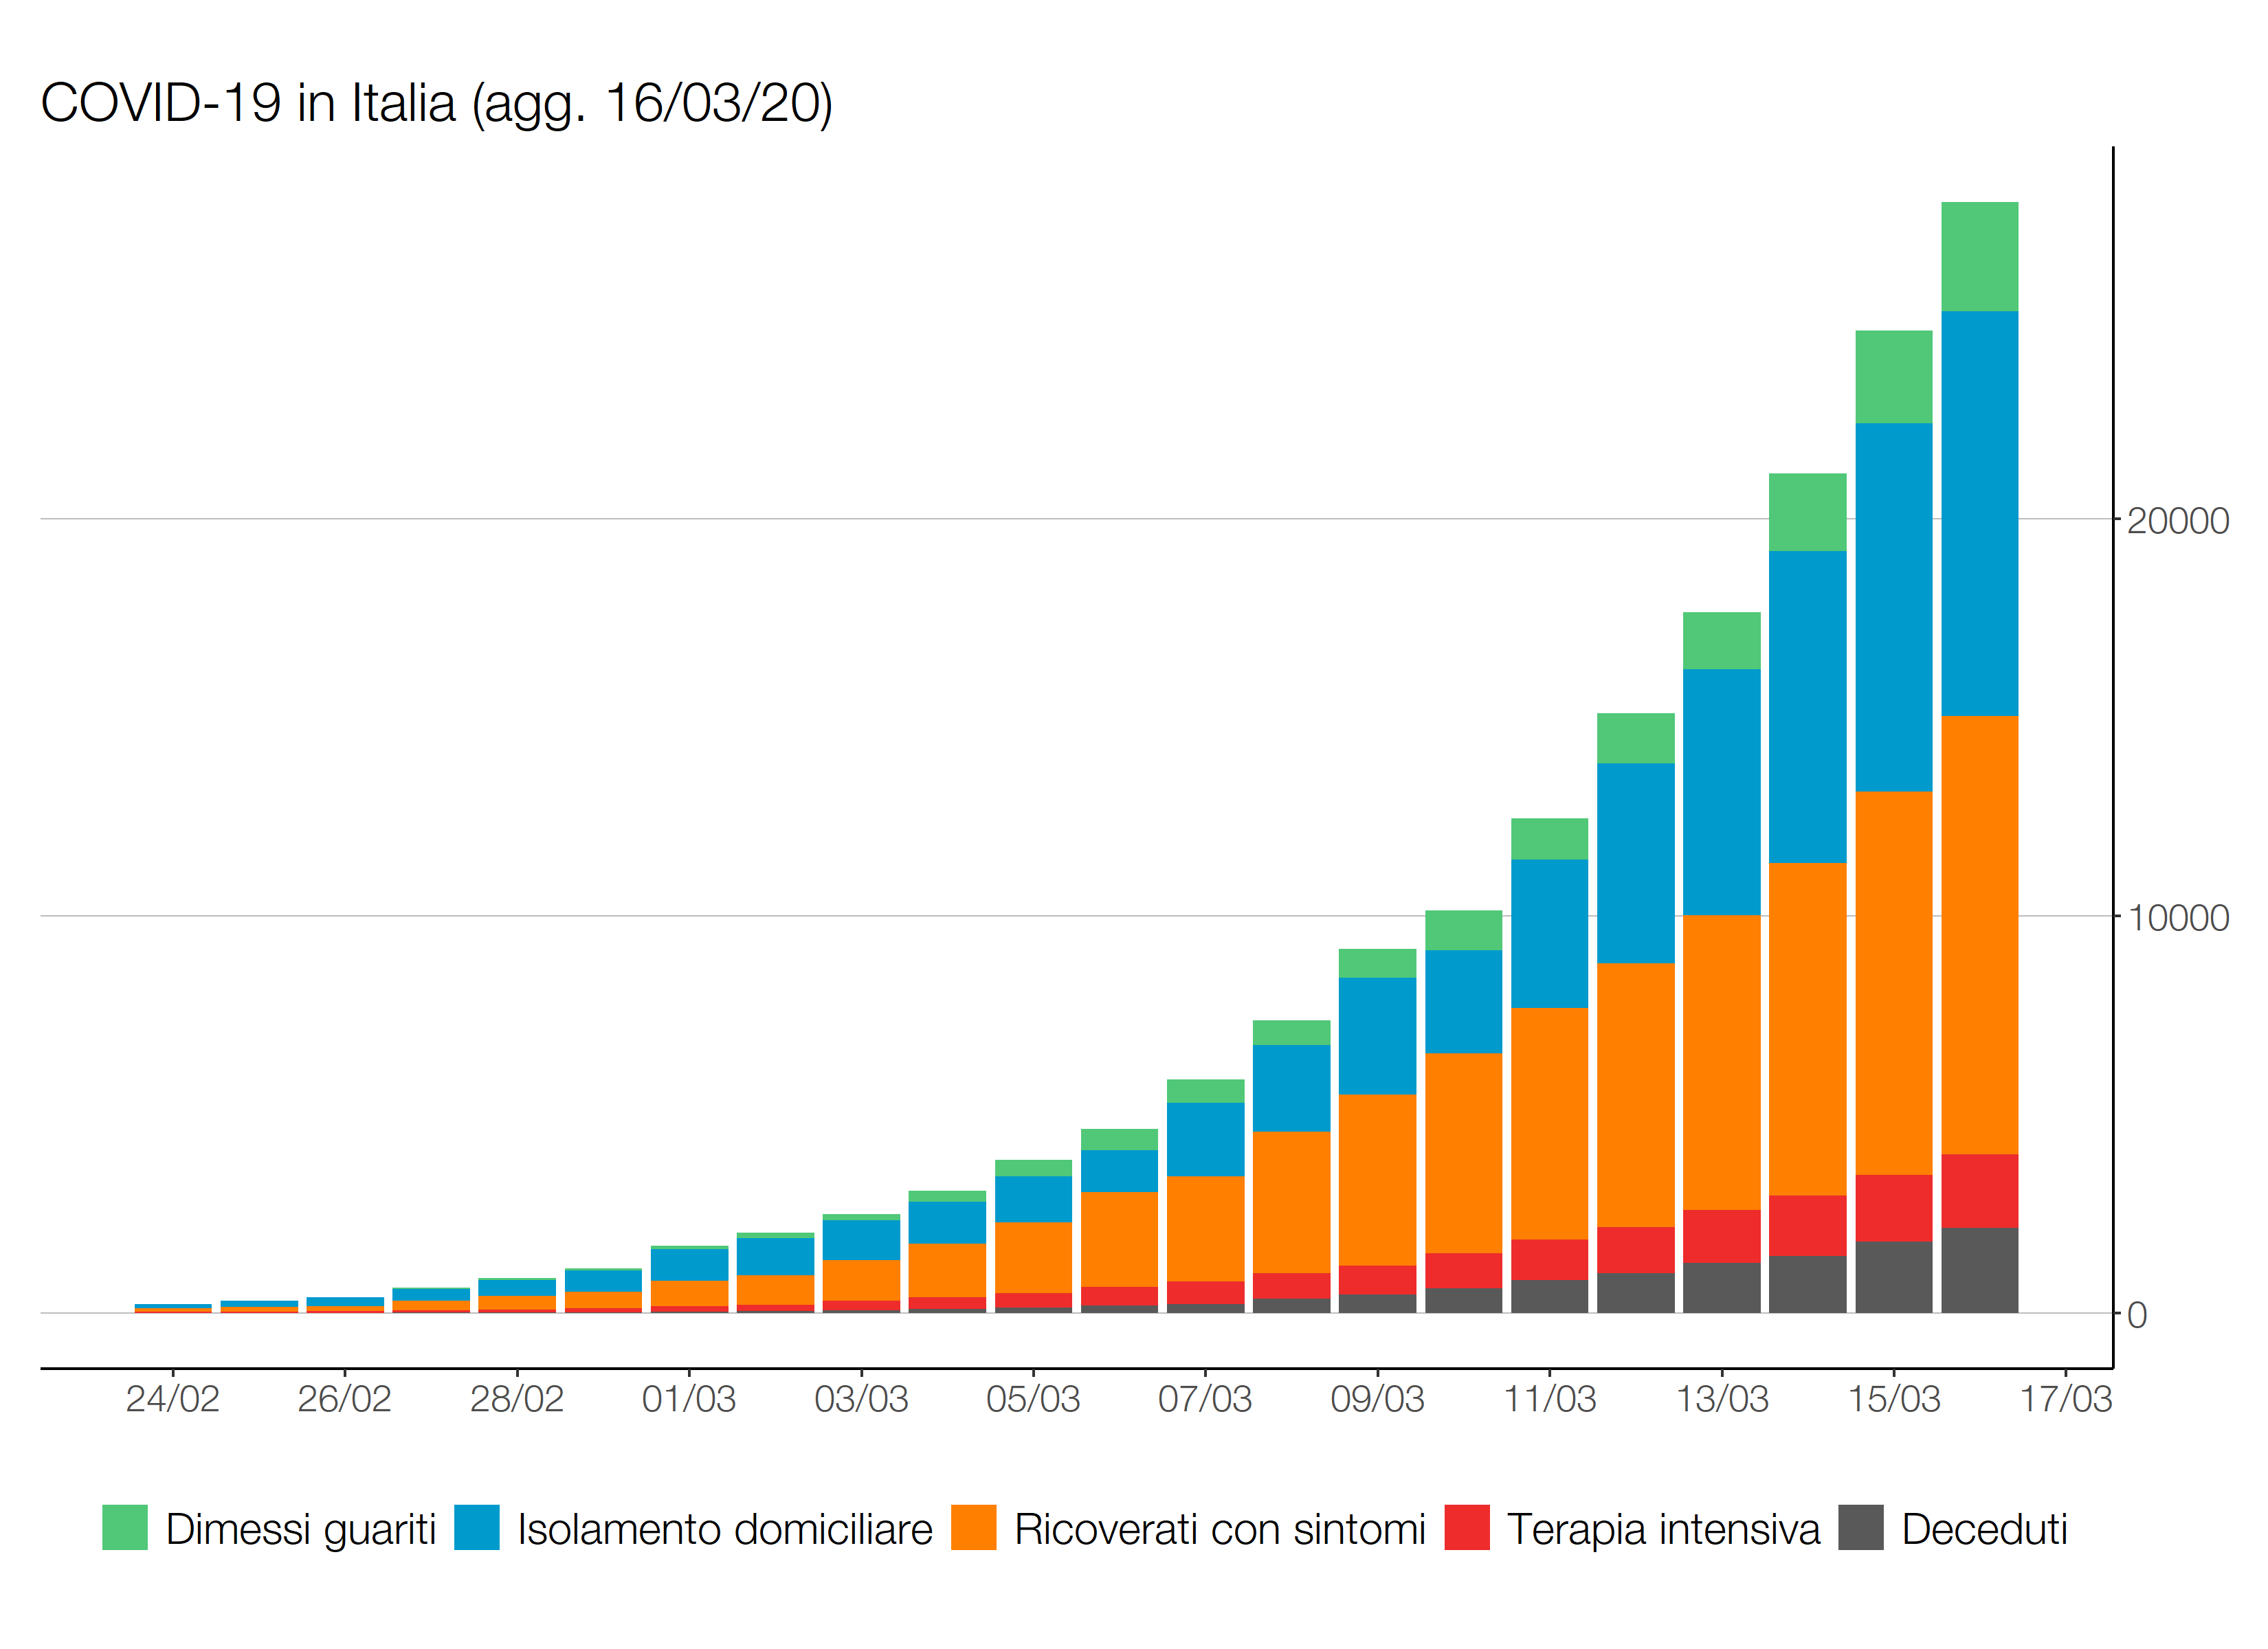 COVID-19 in Italia (agg. 16/03/20)
20000
10000
0
24/02 26/02 28/02 01/03 03/03 05/03 07/03 09/03 11/03 13/03 15/03 17/03
Dimessi guariti Isolamento domiciliare Ricoverati con sintomi Terapia intensiva Deceduti